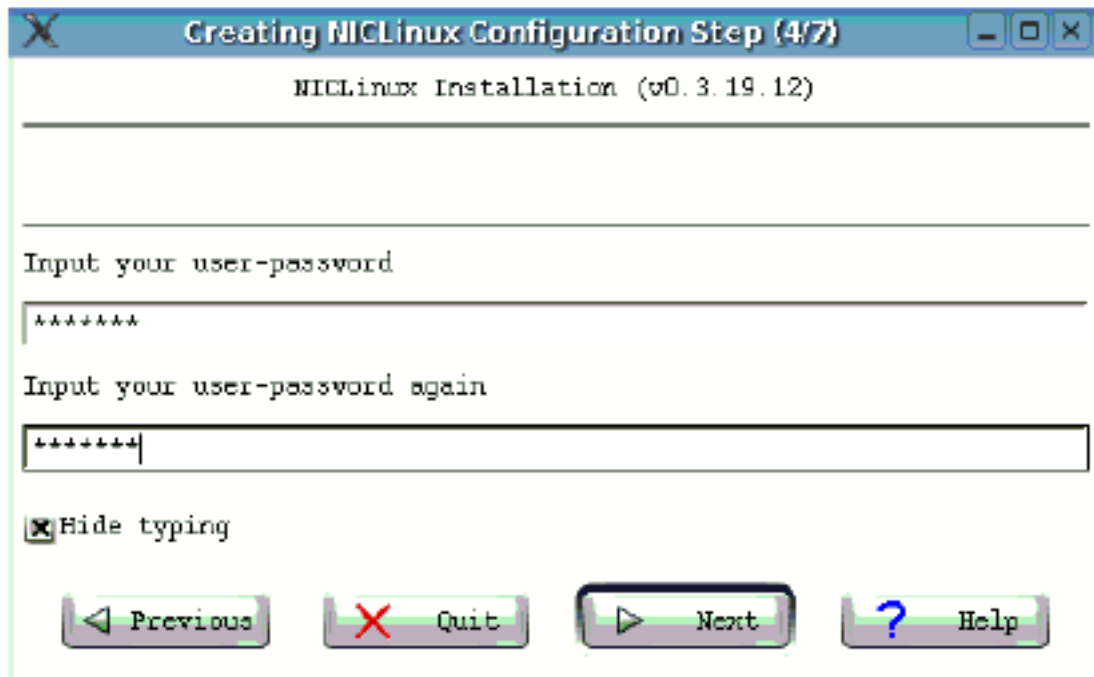 Creating NICLinux Configuration Step (4/7)
NICLinux Installation (v0.3.19.12)
Input your user-password
*******
Input your user-password again
*******
Hide typing
Previous
Quit
Next
Help